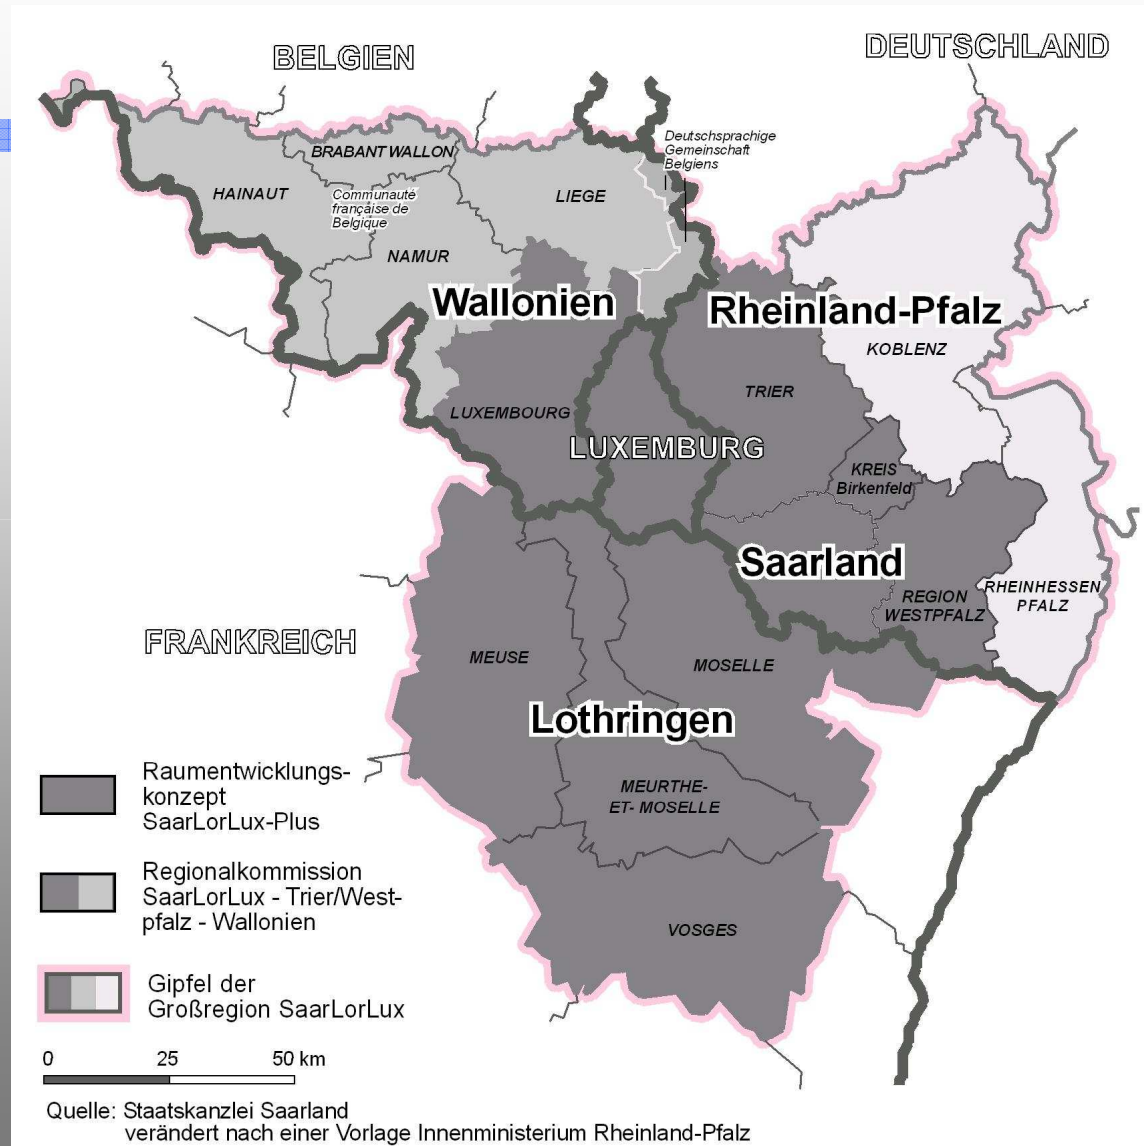 BELGIEN
DEUTSCHLAND
Deutschsprachige
Gemeinschaft
Belgiens
BRABANT WALLON
HAINAUT
Communauté
française de
Belgique
LIEGE
NAMUR
Wallonien
Rheinland-Pfalz
KOBLENZ
TRIER
LUXEMBOURG
LUXEMBURG
KREIS
Birkenfeld
Saarland
REGION
WESTPFALZ
RHEINHESSEN
PFALZ
FRANKREICH
MEUSE
MOSELLE
Lothringen
MEURTHE-
ET- MOSELLE
VOSGES
Raumentwicklungs-
konzept
SaarLorLux-Plus
Regionalkommission
SaarLorLux - Trier/West-
pfalz - Wallonien
Gipfel der
Großregion SaarLorLux
0 25 50 km
Quelle: Staatskanzlei Saarland
verändert nach einer Vorlage Innenministerium Rheinland-Pfalz